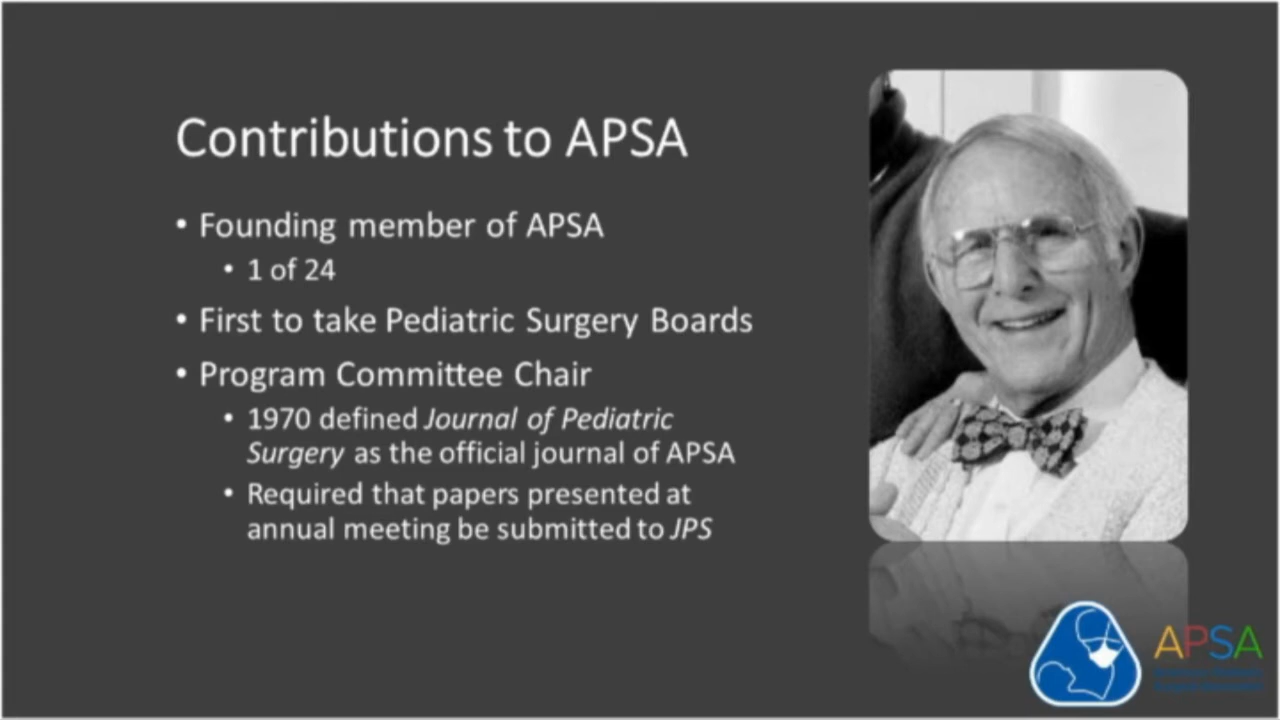 Contributions to APSA
• Founding member of APSA
• 1 of 24
• First to take Pediatric Surgery Boards
• Program Committee Chair
• 1970 defined Journal of Pediatric
Surgery as the official journal of APSA
• Required that papers presented at
annual meeting be submitted to JPS
APSA